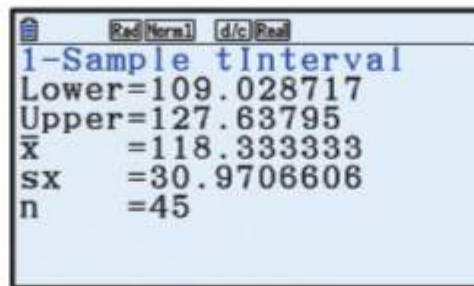 Rad Norm1 d/c Real
1-Sample tInterval
Lower=109.028717
Upper=127.63795
x̅ =118.333333
sx =30.9706606
n =45